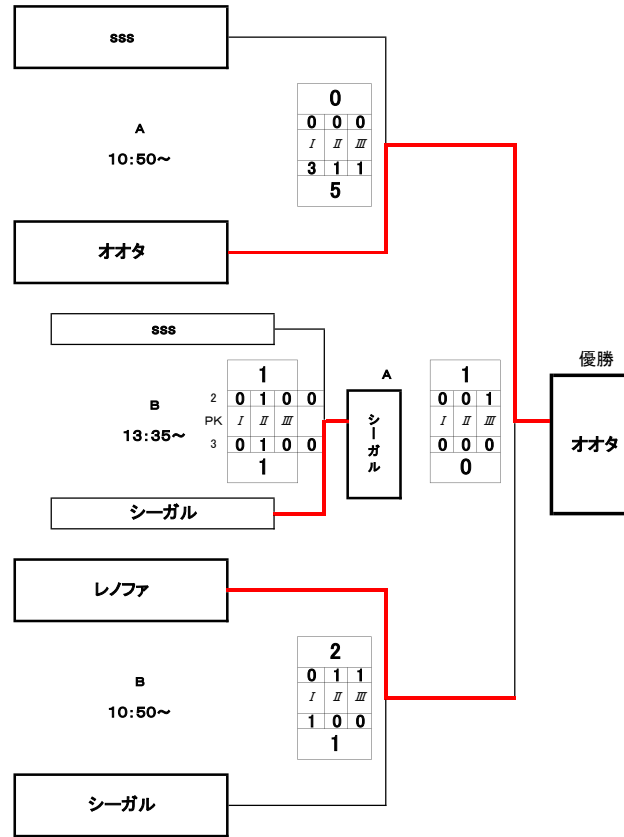 sss
0
A
0 0 0
Ⅰ Ⅱ Ⅲ
10:50～
3 1 1
5
オオタ
sss
優勝
1
A
1
2 0 1 0 0
0 0 1
B
PK Ⅰ Ⅱ Ⅲ
Ⅰ Ⅱ Ⅲ
13:35～
3 0 1 0 0
0 0 0
1
0
シーガル
オオタ
シーガル
レノファ
2
B
0 1 1
Ⅰ Ⅱ Ⅲ
10:50～
1 0 0
1
シーガル